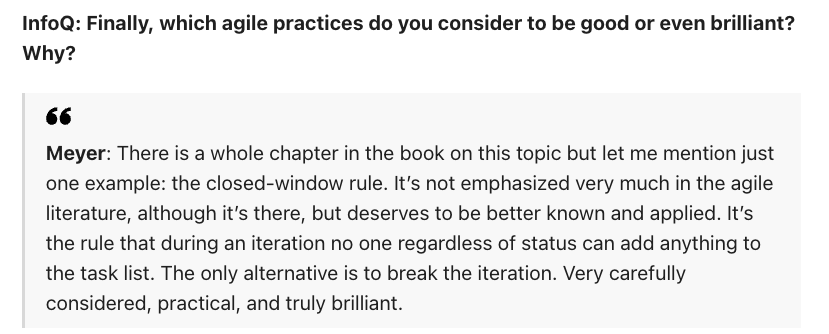 InfoQ: Finally, which agile practices do you consider to be good or even brilliant?
Why?
❝
Meyer: There is a whole chapter in the book on this topic but let me mention just
one example: the closed-window rule. It’s not emphasized very much in the agile
literature, although it’s there, but deserves to be better known and applied. It’s
the rule that during an iteration no one regardless of status can add anything to
the task list. The only alternative is to break the iteration. Very carefully
considered, practical, and truly brilliant.